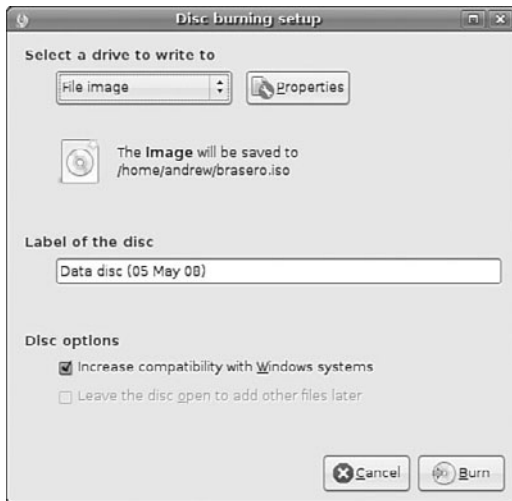 Disc burning setup
Select a drive to write to
File image
Properties
The Image will be saved to
/home/andrew/brasero.iso
Label of the disc
Data disc (05 May 08)
Disc options
Increase compatibility with Windows systems
Leave the disc open to add other files later
Cancel
Burn